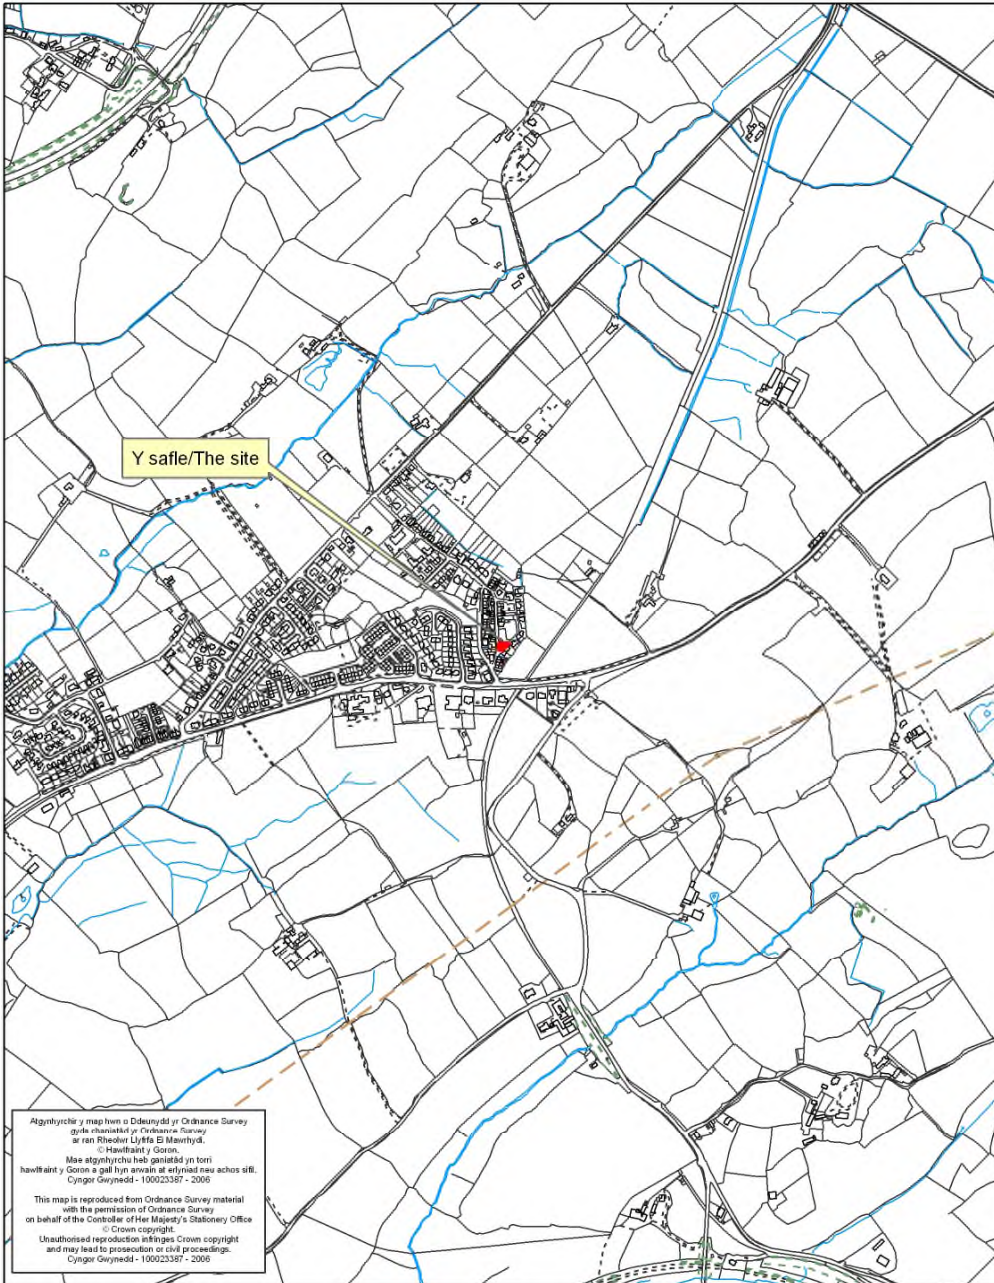 Y safle/The site
Atgynhyrchir y map hwn o Ddeunydd yr Ordnance Survey
gyda chaniatâd yr Ordnance Survey
ar ran Rheolwr Llyfrfa Ei Mawrhydi.
© Hawlfraint y Goron.
Mae atgynhyrchu heb ganiatâd yn torri
hawlfraint y Goron a gall hyn arwain at erlyniad neu achos sifil.
Cyngor Gwynedd - 100023387 - 2006
This map is reproduced from Ordnance Survey material
with the permission of Ordnance Survey
on behalf of the Controller of Her Majesty's Stationery Office
© Crown copyright.
Unauthorised reproduction infringes Crown copyright
and may lead to prosecution or civil proceedings.
Cyngor Gwynedd - 100023387 - 2006